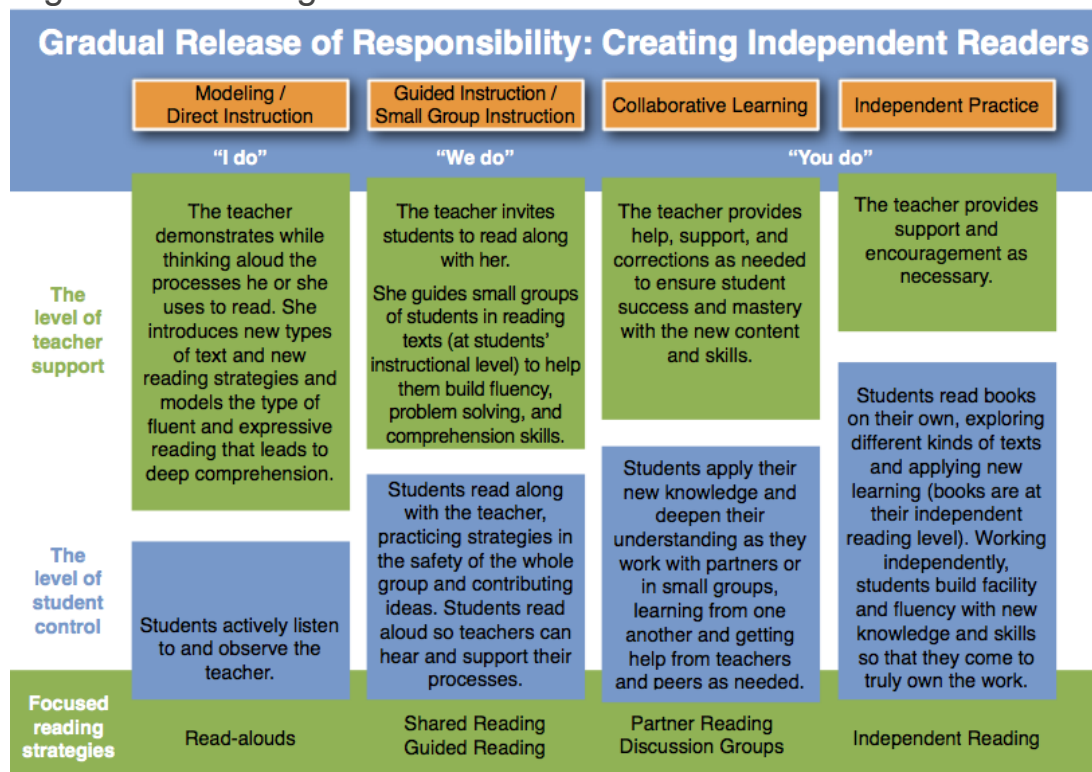 Gradual Release of Responsibility: Creating Independent Readers
Modeling /
Direct Instruction
Guided Instruction /
Small Group Instruction
Collaborative Learning
Independent Practice
“I do”
“We do”
“You do”
The
level of
teacher
support
The teacher
demonstrates while
thinking aloud the
processes he or she
uses to read. She
introduces new types
of text and new
reading strategies and
models the type of
fluent and expressive
reading that leads to
deep comprehension.
The teacher invites
students to read along
with her.
She guides small groups
of students in reading
texts (at students’
instructional level) to help
them build fluency,
problem solving, and
comprehension skills.
The teacher provides
help, support, and
corrections as needed
to ensure student
success and mastery
with the new content
and skills.
The teacher provides
support and
encouragement as
necessary.
The
level of
student
control
Students actively listen
to and observe the
teacher.
Students read along
with the teacher,
practicing strategies in
the safety of the whole
group and contributing
ideas. Students read
aloud so teachers can
hear and support their
processes.
Students apply their
new knowledge and
deepen their
understanding as they
work with partners or
in small groups,
learning from one
another and getting
help from teachers
and peers as needed.
Students read books
on their own, exploring
different kinds of texts
and applying new
learning (books are at
their independent
reading level). Working
independently,
students build facility
and fluency with new
knowledge and skills
so that they come to
truly own the work.
Focused
reading
strategies
Read-alouds
Shared Reading
Guided Reading
Partner Reading
Discussion Groups
Independent Reading